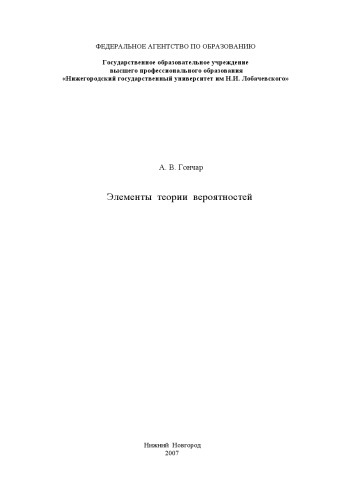 ФЕДЕРАЛЬНОЕ АГЕНТСТВО ПО ОБРАЗОВАНИЮ
Государственное образовательное учреждение
высшего профессионального образования
«Нижегородский государственный университет им Н.И. Лобачевского»
А. В. Гончар
Элементы теории вероятностей
Нижний Новгород
2007